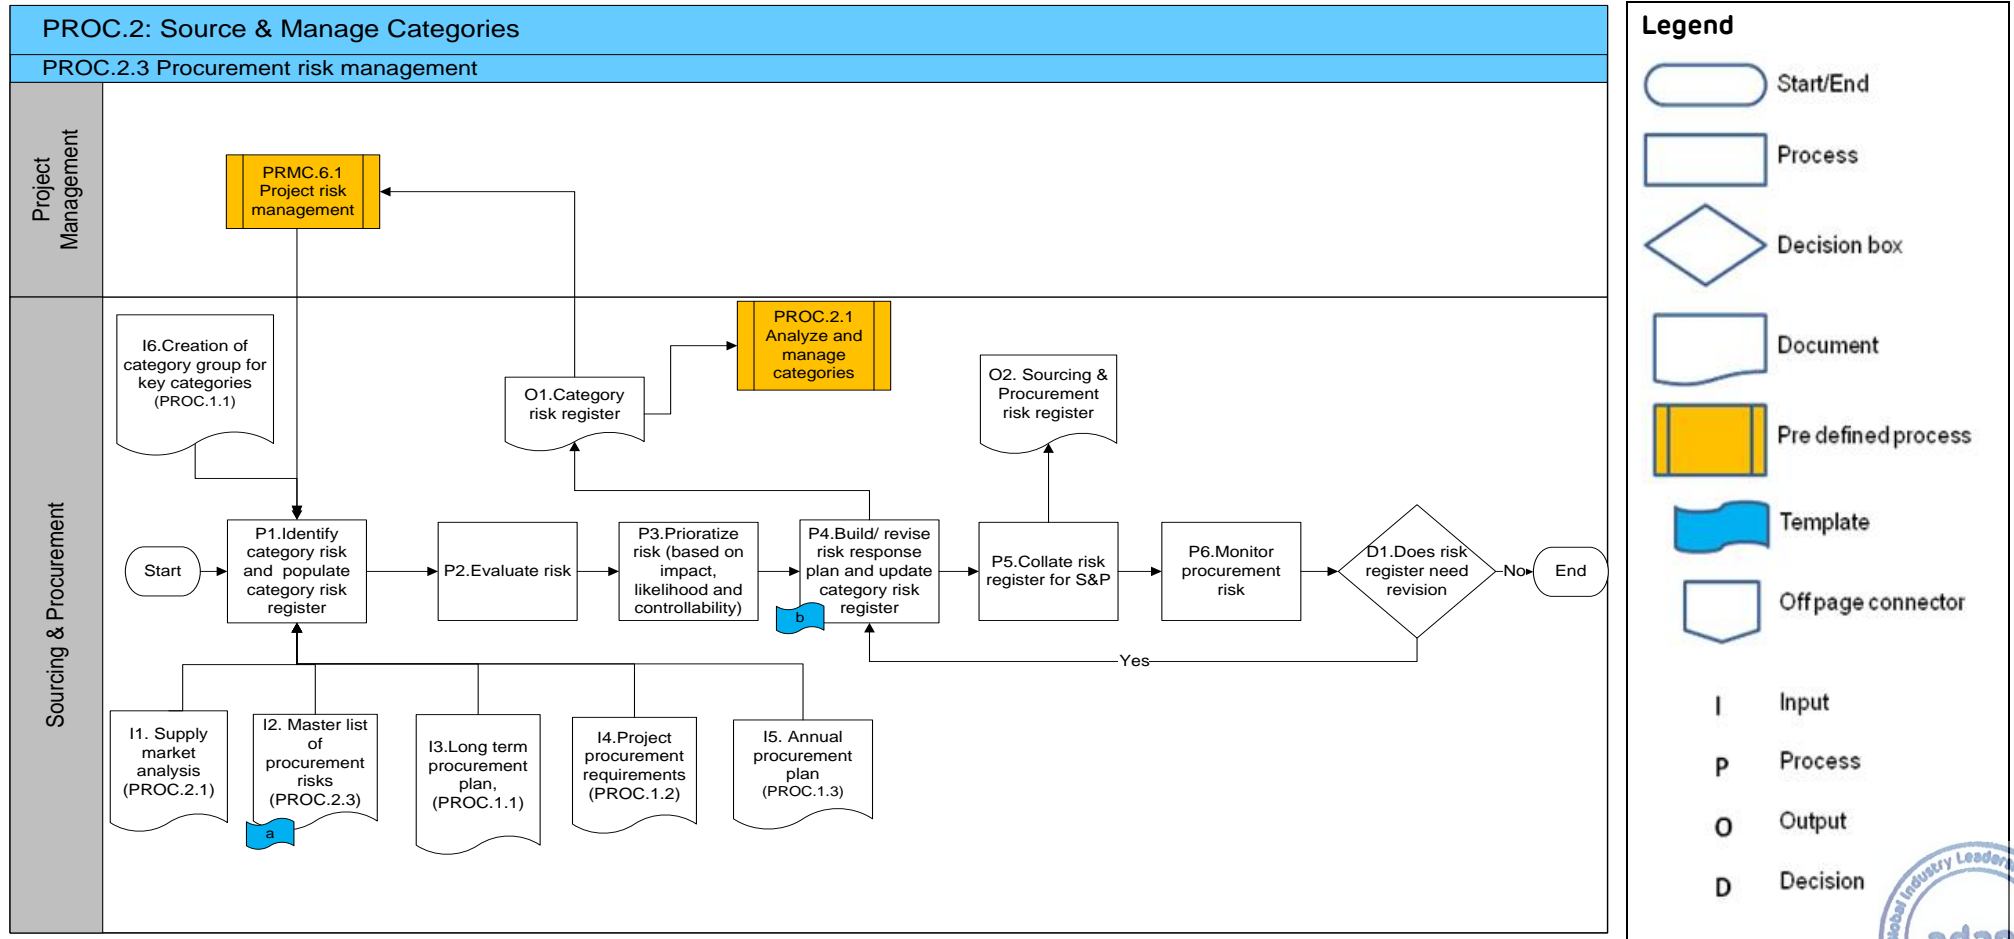 PROC.2: Source & Manage Categories
PROC.2.3 Procurement risk management
Project
Management
PRMC.6.1
Project risk
management
Sourcing & Procurement
I6.Creation of
category group for
key categories
(PROC.1.1)
O1.Category
risk register
PROC.2.1
Analyze and
manage
categories
O2. Sourcing &
Procurement
risk register
Start
P1.Identify
category risk
and populate
category risk
register
P2.Evaluate risk
P3.Prioratize
risk (based on
impact,
likelihood and
controllability)
P4.Build/ revise
risk response
plan and update
category risk
register
b
P5.Collate risk
register for S&P
P6.Monitor
procurement
risk
D1.Does risk
register need
revision
No
End
Yes
I1. Supply
market
analysis
(PROC.2.1)
I2. Master list
of
procurement
risks
(PROC.2.3)
a
I3.Long term
procurement
plan,
(PROC.1.1)
I4.Project
procurement
requirements
(PROC.1.2)
I5. Annual
procurement
plan
(PROC.1.3)
Legend
Start/End
Process
Decision box
Document
Pre defined process
Template
Off page connector
I Input
P Process
O Output
D Decision
Global Industry Leaders